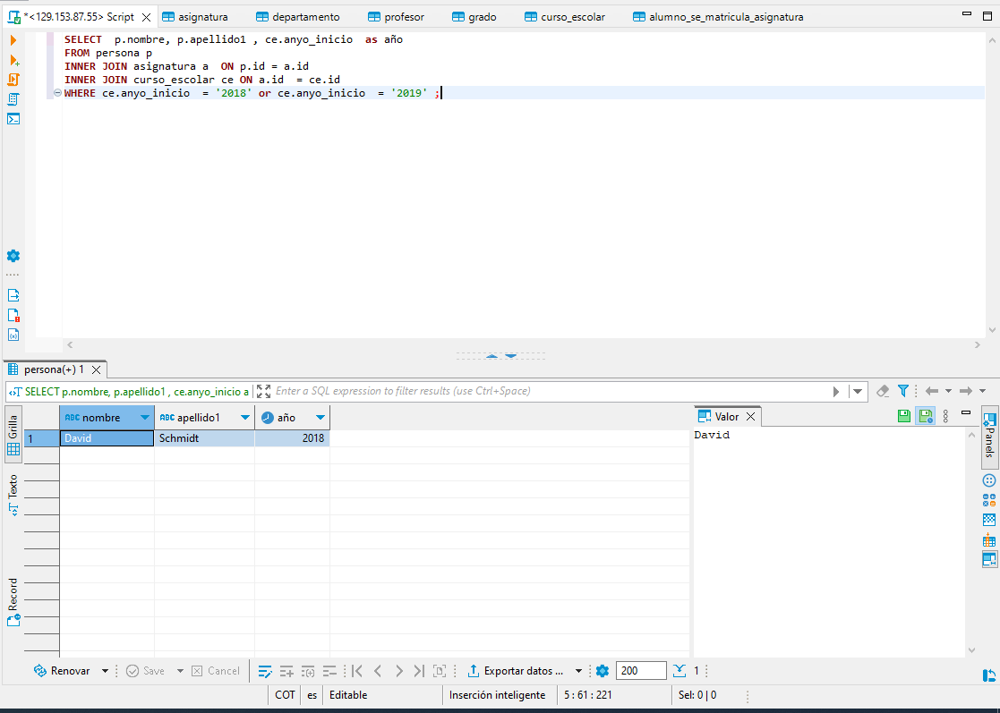 *<129.153.87.55> Script
asignatura
departamento
profesor
grado
curso_escolar
alumno_se_matricula_asignatura
SELECT p.nombre, p.apellido1 , ce.anyo_inicio as año
FROM persona p
INNER JOIN asignatura a ON p.id = a.id
INNER JOIN curso_escolar ce ON a.id = ce.id
WHERE ce.anyo_inicio = '2018' or ce.anyo_inicio = '2019' ;
persona(+) 1
SELECT p.nombre, p.apellido1 , ce.anyo_inicio a
Enter a SQL expression to filter results (use Ctrl+Space)
Grilla
Texto
Record
ABC nombre
ABC apellido1
año
1
David
Schmidt
2018
Valor
David
Panels
Renovar
Save
Cancel
Exportar datos ...
200
1
COT
es
Editable
Inserción inteligente
5 : 61 : 221
Sel: 0 | 0